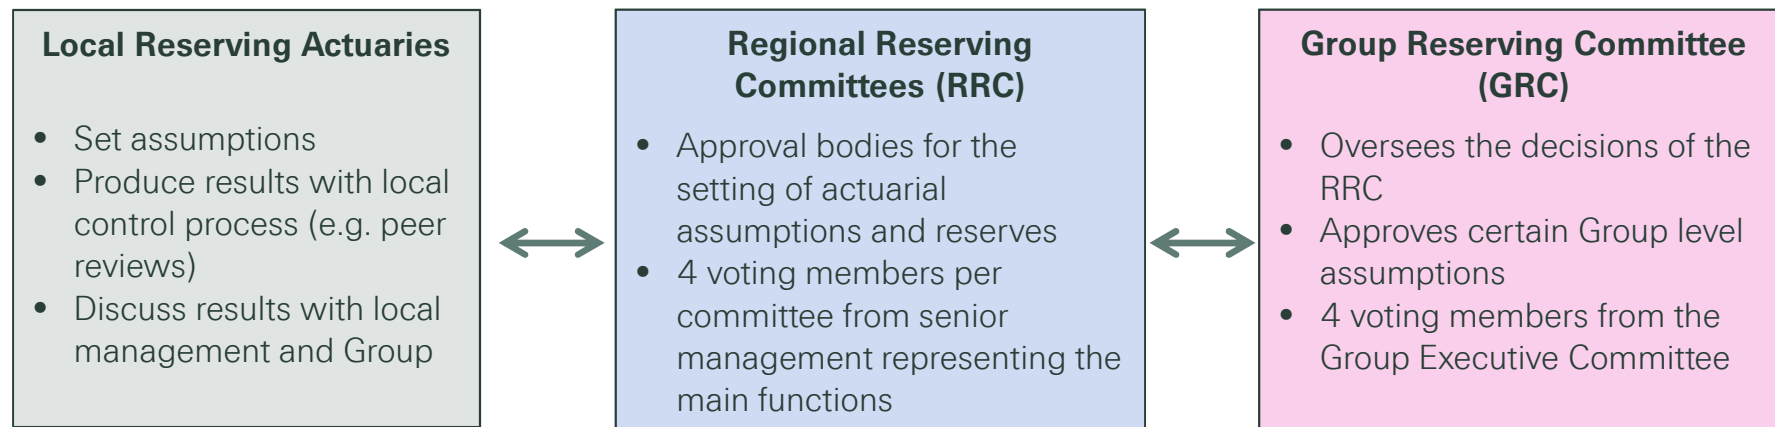 Local Reserving Actuaries
• Set assumptions
• Produce results with local
control process (e.g. peer
reviews)
• Discuss results with local
management and Group
Regional Reserving
Committees (RRC)
• Approval bodies for the
setting of actuarial
assumptions and reserves
• 4 voting members per
committee from senior
management representing the
main functions
Group Reserving Committee
(GRC)
• Oversees the decisions of the
RRC
• Approves certain Group level
assumptions
• 4 voting members from the
Group Executive Committee